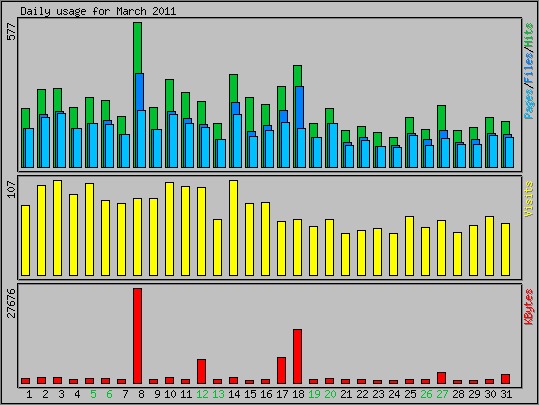 Daily usage for March 2011
577
Pages/Files/Hits
107
Visits
27676
KBytes
1 2 3 4 5 6 7 8 9 10 11 12 13 14 15 16 17 18 19 20 21 22 23 24 25 26 27 28 29 30 31